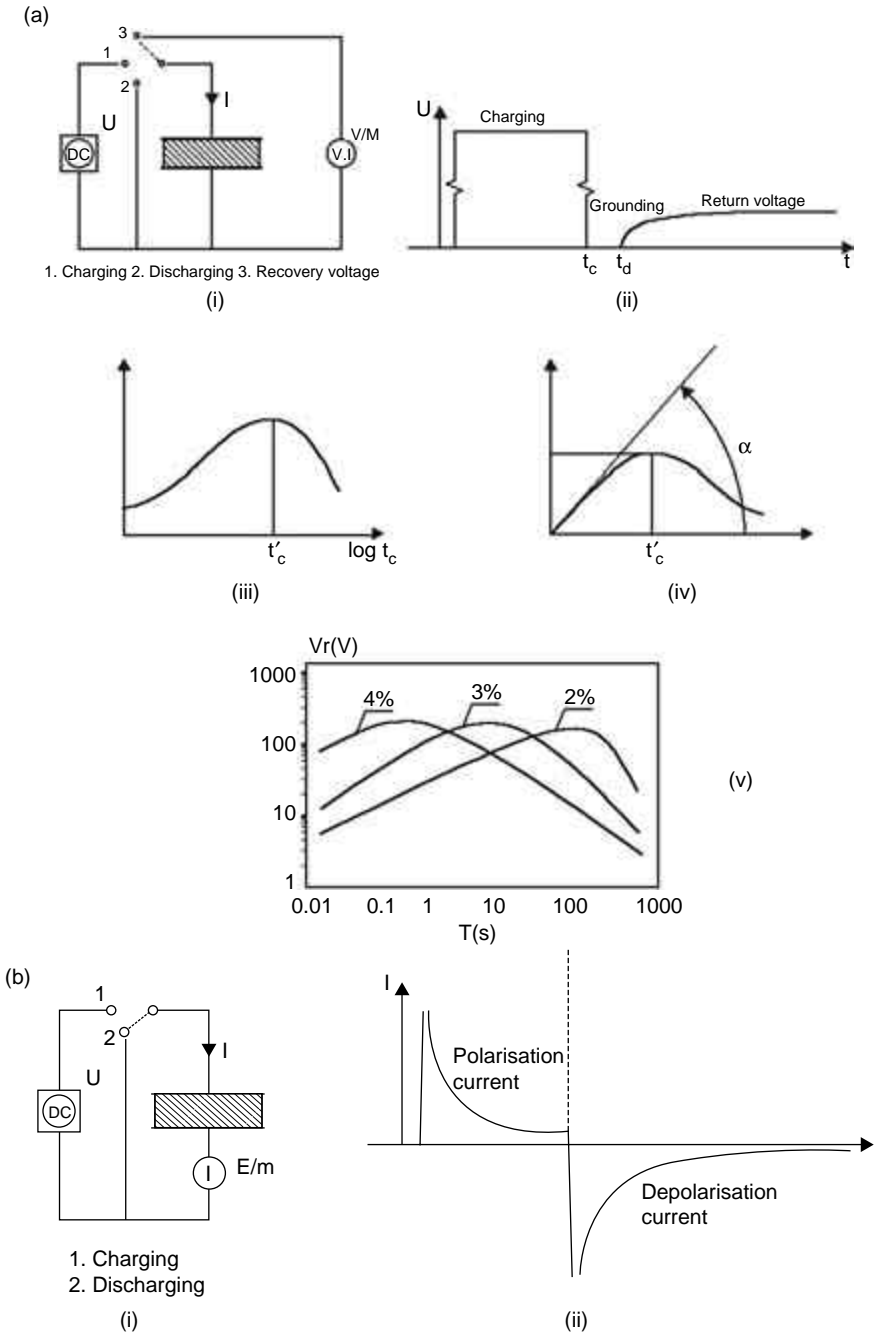 (a)
3
1
2
U
I
DC
V/M
V.I
1. Charging 2. Discharging 3. Recovery voltage
(i)
U
Charging
Grounding
Return voltage
t_c
t_d
t
(ii)
t′_c
log t_c
(iii)
α
t′_c
(iv)
Vr(V)
1000
100
10
1
4%
3%
2%
0.01 0.1 1 10 100 1000
T(s)
(v)
(b)
1
2
U
I
DC
I
E/m
1. Charging
2. Discharging
(i)
I
Polarisation
current
Depolarisation
current
(ii)